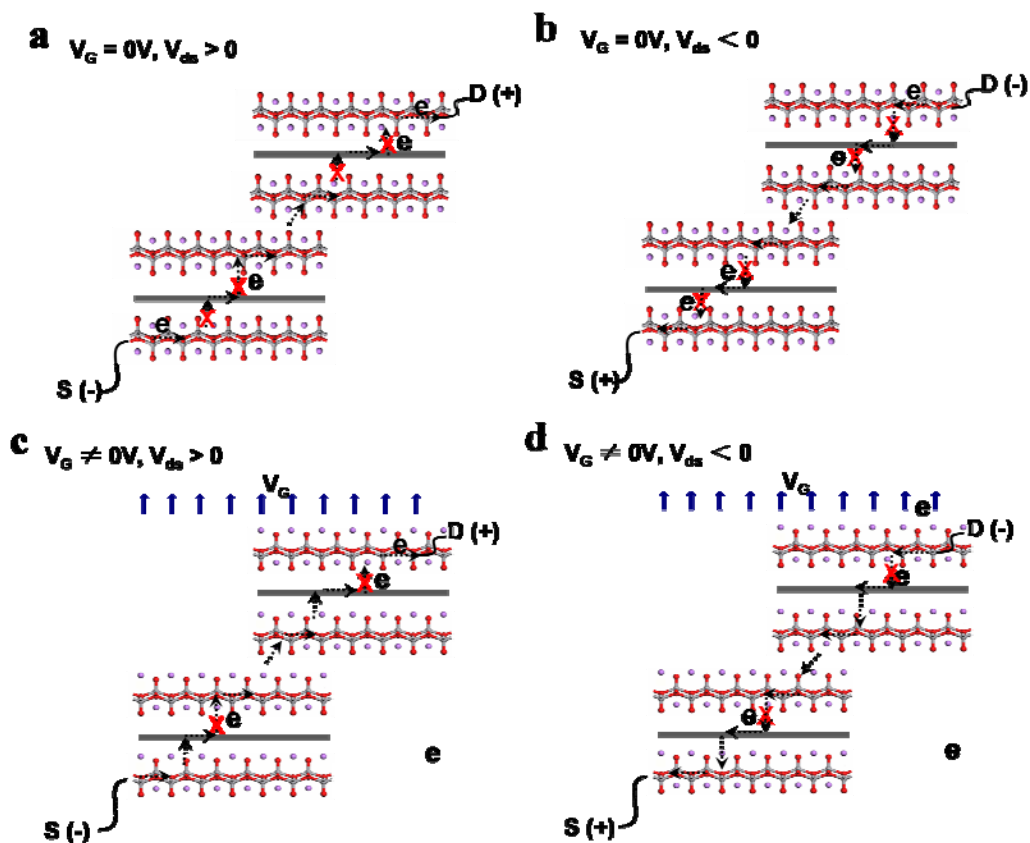 a V_G = 0V, V_ds > 0
e D (+)
e
e
e
S (-)
b V_G = 0V, V_ds < 0
e D (-)
e
e
e
S (+)
c V_G ≠ 0V, V_ds > 0
V_G
e D (+)
e
e
e
S (-)
d V_G ≠ 0V, V_ds < 0
V_G
e
D (-)
e
e
e
S (+)